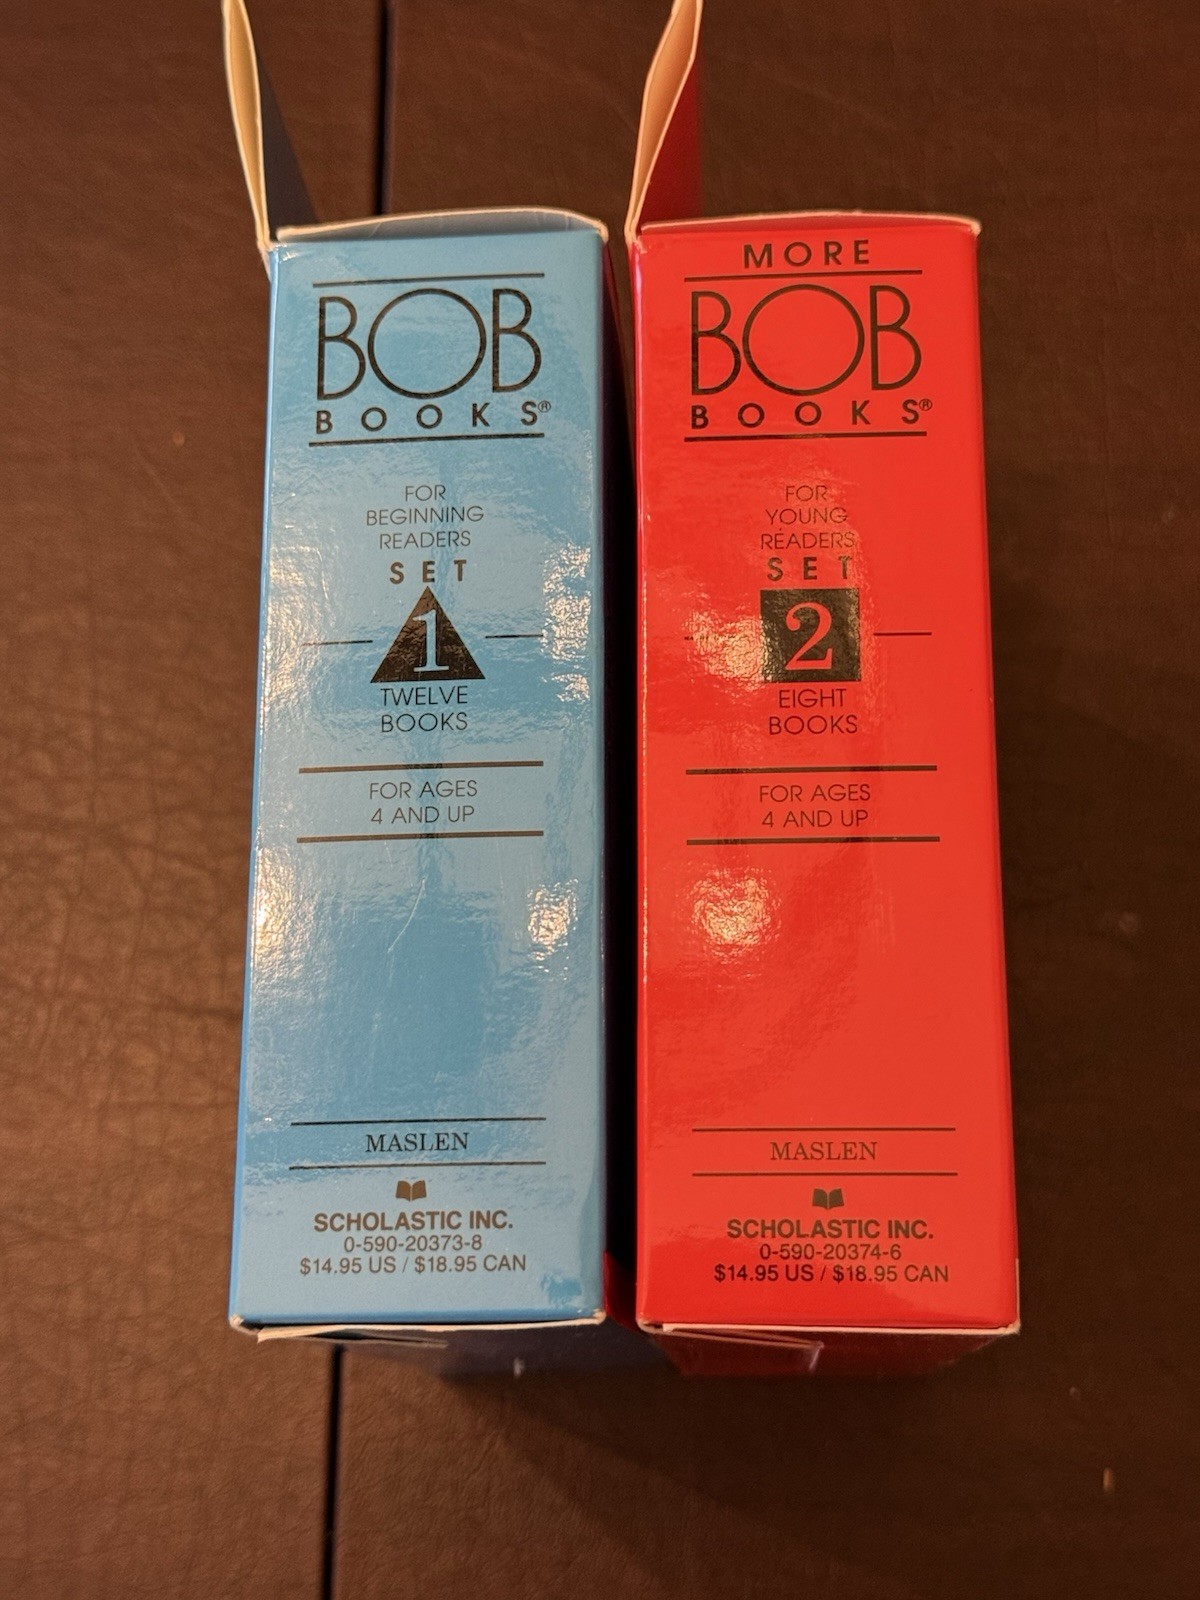 BOB
BOOKS®
FOR
BEGINNING
READERS
SET
1
TWELVE
BOOKS
FOR AGES
4 AND UP
MASLEN
SCHOLASTIC INC.
0-590-20373-8
$14.95 US / $18.95 CAN
MORE
BOB
BOOKS®
FOR
YOUNG
READERS
SET
2
EIGHT
BOOKS
FOR AGES
4 AND UP
MASLEN
SCHOLASTIC INC.
0-590-20374-6
$14.95 US / $18.95 CAN